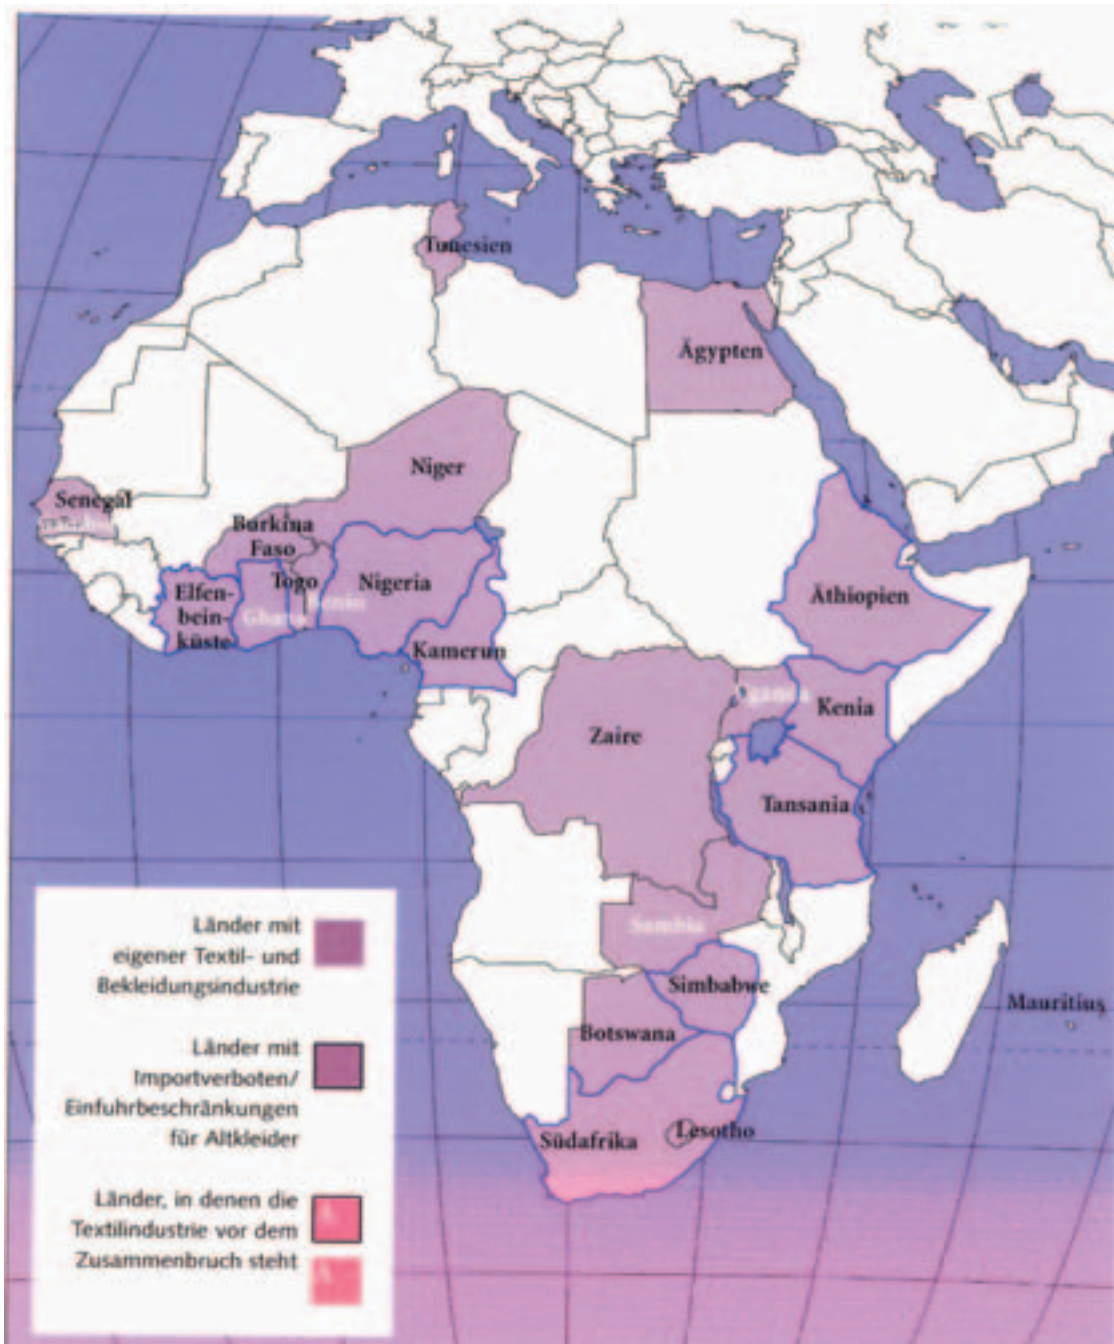 Tunesien
Ägypten
Niger
Senegal
Burkina
Faso
Togo
Nigeria
Elfen-
bein-
küste
Ghana
Benin
Kamerun
Äthiopien
Uganda
Kenia
Zaire
Tansania
Sambia
Simbabwe
Botswana
Mauritius
Südafrika
Lesotho
Länder mit
eigener Textil- und
Bekleidungsindustrie
Länder mit
Importverboten/
Einfuhrbeschränkungen
für Altkleider
Länder, in denen die
Textilindustrie vor dem
Zusammenbruch steht